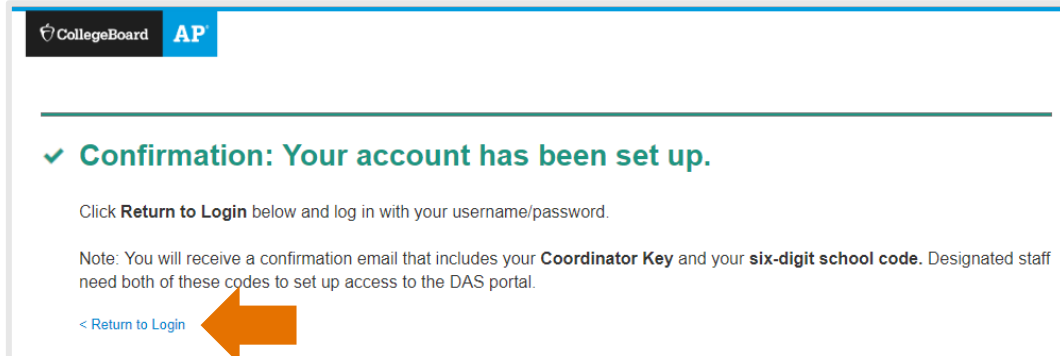 CollegeBoard AP
✓ Confirmation: Your account has been set up.
Click Return to Login below and log in with your username/password.
Note: You will receive a confirmation email that includes your Coordinator Key and your six-digit school code. Designated staff
need both of these codes to set up access to the DAS portal.
< Return to Login